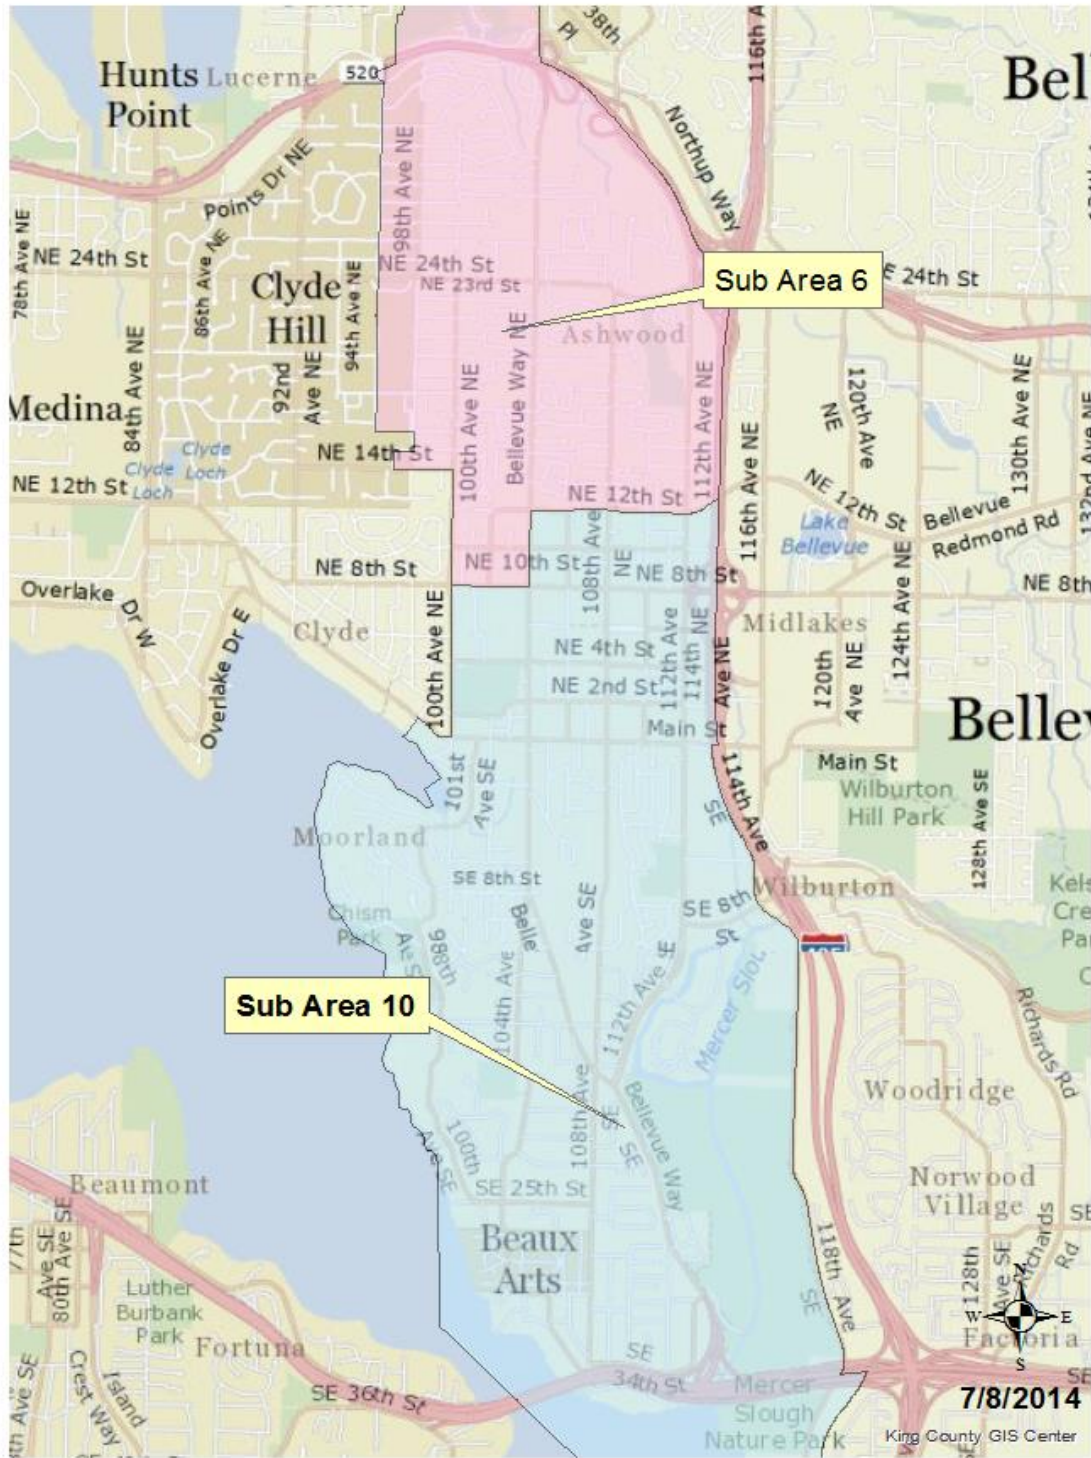 38th
Pl
116th A
Bel
Hunts
Point
Lucerne
520
Northup Way
98th Ave NE
Points Dr NE
78th Ave NE
NE 24th St
86th Ave NE
Clyde
Hill
94th Ave NE
NE 24th St
NE 23rd St
Sub Area 6
E 24th St
Ashwood
Medina
84th Ave NE
92nd
Ave NE
100th Ave NE
Bellevue Way NE
112th Ave NE
120th Ave
NE
130th Ave NE
132nd Ave NE
Clyde
Loch
Clyde
Loch
NE 14th St
NE 12th St
NE 12th St
116th Ave NE
NE 12th St
Lake
Bellevue
Bellevue
Redmond Rd
NE 8th St
NE 10th St
108th Ave
NE
NE 8th St
124th Ave NE
NE 8th
Overlake
Dr W
Overlake Dr E
Clyde
100th Ave NE
NE 4th St
NE 2nd St
112th Ave
114th
NE
Ave NE
Midlakes
120th
Ave NE
Main St
Bellev
101st
Ave SE
114th Ave
SE
Main St
Wilburton
Hill Park
128th Ave SE
Moorland
SE 8th St
Wilburton
Kels
Cre
Pa
Chism
Park
98th
Ave S
Belle
104th Ave
Ave SE
SE 8th
St
405
Sub Area 10
112th Ave SE
Mercer Slot
Richards Rd
Woodridge
108th Ave
SE
Bellevue Way
SE
100th
Ave SE
SE 25th St
Beaumont
Norwood
Village
SE
77th
Ave SE
80th Ave SE
Beaux
Arts
118th Ave
SE
128th
Ave SE
Richards
Rd
N
W
E
S
Luther
Burbank
Park
Fortuna
Factoria
SE
34th St
SE 36th St
SE
Island
Crest Way
Mercer
Slough
Nature Park
7/8/2014
King County GIS Center